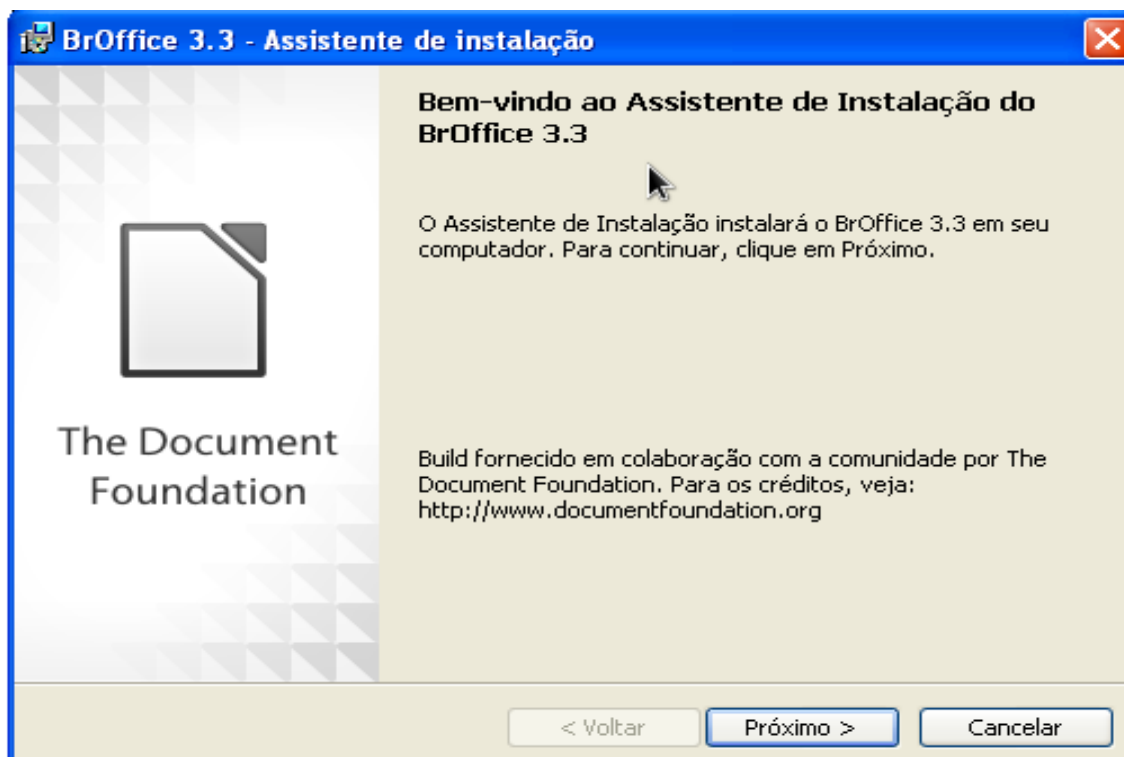 BrOffice 3.3 - Assistente de instalação
Bem-vindo ao Assistente de Instalação do
BrOffice 3.3
O Assistente de Instalação instalará o BrOffice 3.3 em seu
computador. Para continuar, clique em Próximo.
The Document
Foundation
Build fornecido em colaboração com a comunidade por The
Document Foundation. Para os créditos, veja:
http://www.documentfoundation.org
< Voltar
Próximo >
Cancelar